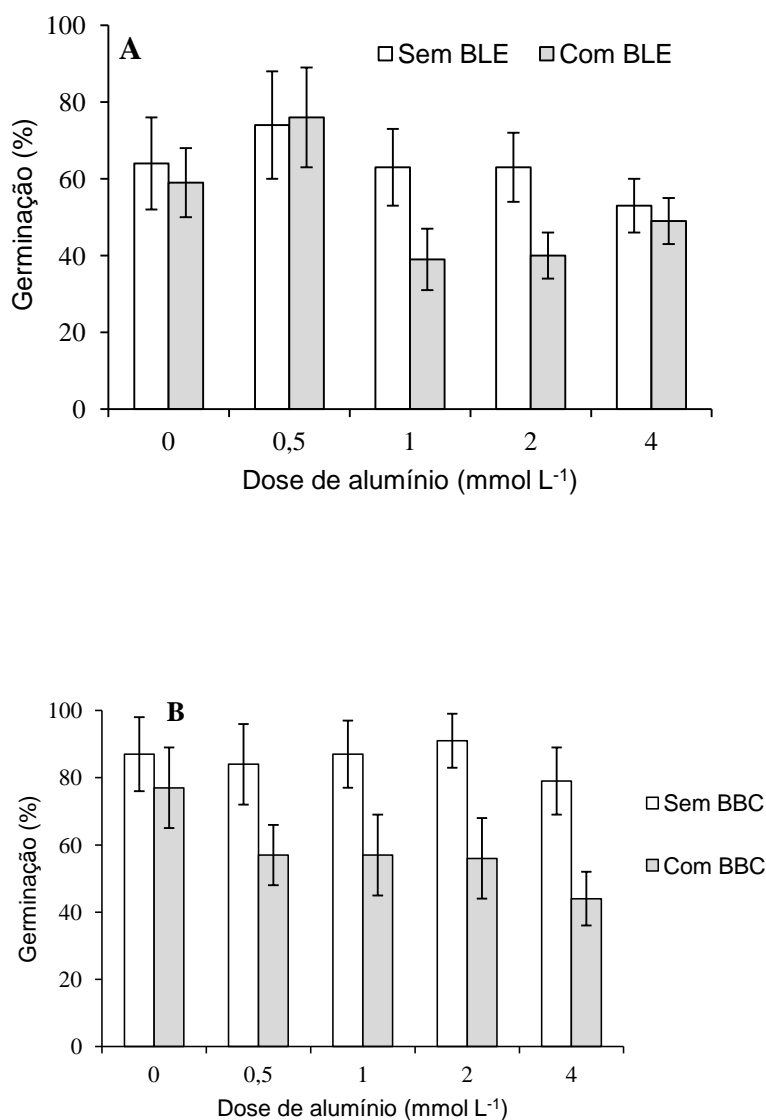 A
Sem BLE Com BLE
100
80
60
40
20
0
Germinação (%)
0 0,5 1 2 4
Dose de alumínio (mmol L⁻¹)
B
100
80
60
40
20
0
Germinação (%)
Sem BBC
Com BBC
0 0,5 1 2 4
Dose de alumínio (mmol L⁻¹)